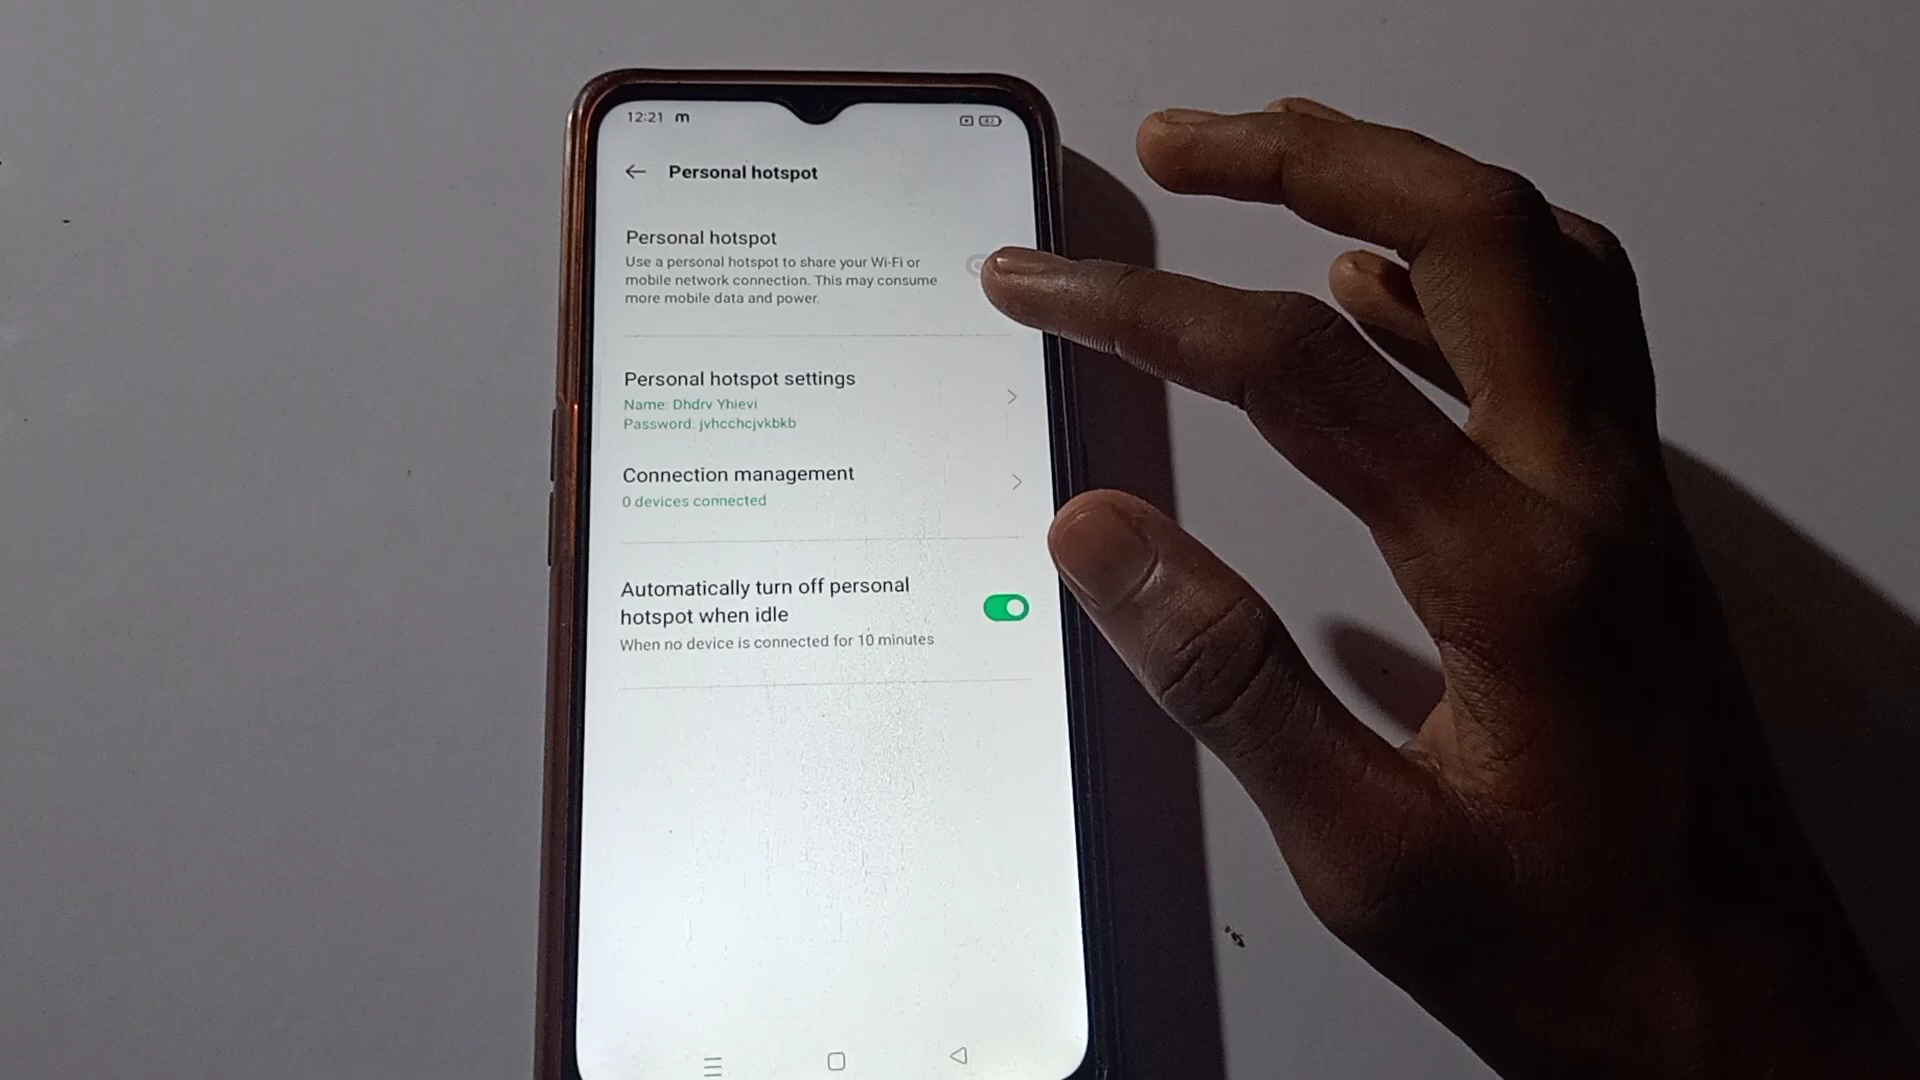 12:21 m
Personal hotspot
Personal hotspot
Use a personal hotspot to share your Wi-Fi or
mobile network connection. This may consume
more mobile data and power.
Personal hotspot settings
Name: Dhdrv Yhievi
Password: jvhcchcjvkbkb
Connection management
0 devices connected
Automatically turn off personal
hotspot when idle
When no device is connected for 10 minutes